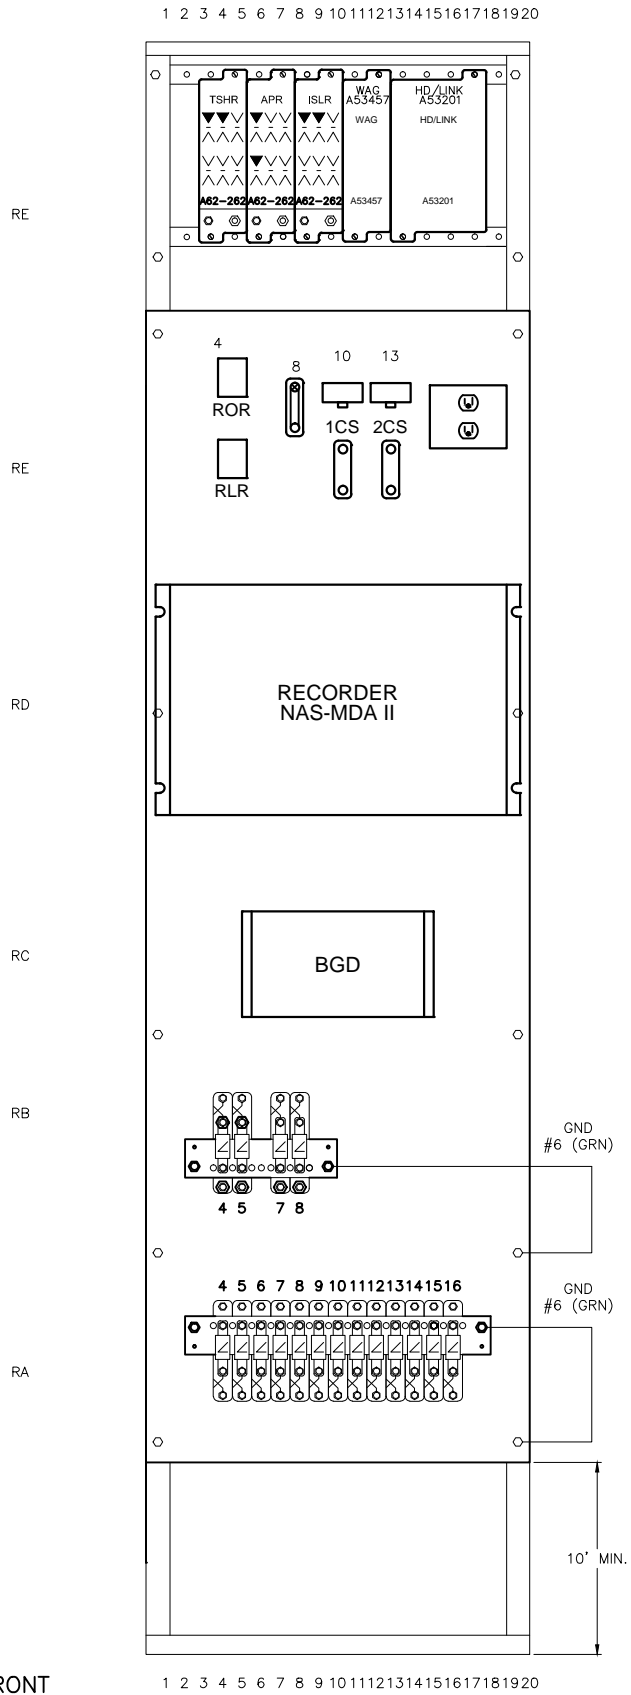 1 2 3 4 5 6 7 8 9 10 11 12 13 14 15 16 17 18 19 20
TSHR APR ISLR WAG HD/LINK
A53457 A53201
WAG HD/LINK
A62-262 A62-262 A62-262 A53457 A53201
RE
4
8
10 13
ROR
1CS 2CS
RE
RLR
RECORDER
NAS-MDA II
RD
RC
BGD
RB
GND
#6 (GRN)
4 5 7 8
4 5 6 7 8 9 10 11 12 13 14 15 16
GND
#6 (GRN)
RA
10' MIN.
RONT
1 2 3 4 5 6 7 8 9 10 11 12 13 14 15 16 17 18 19 20